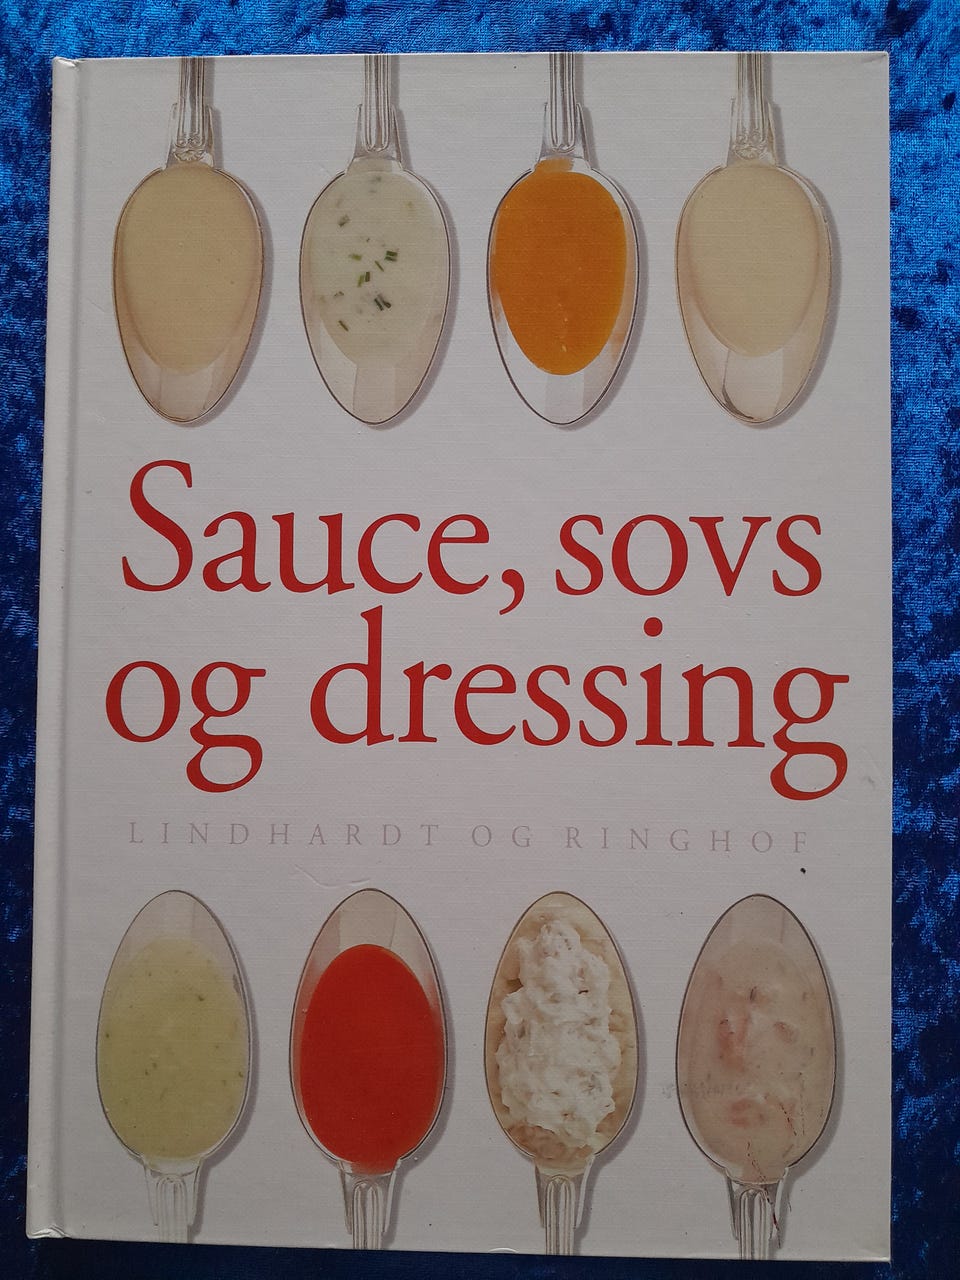 Sauce, sovs
og dressing
LINDHARDT OG RINGHOF